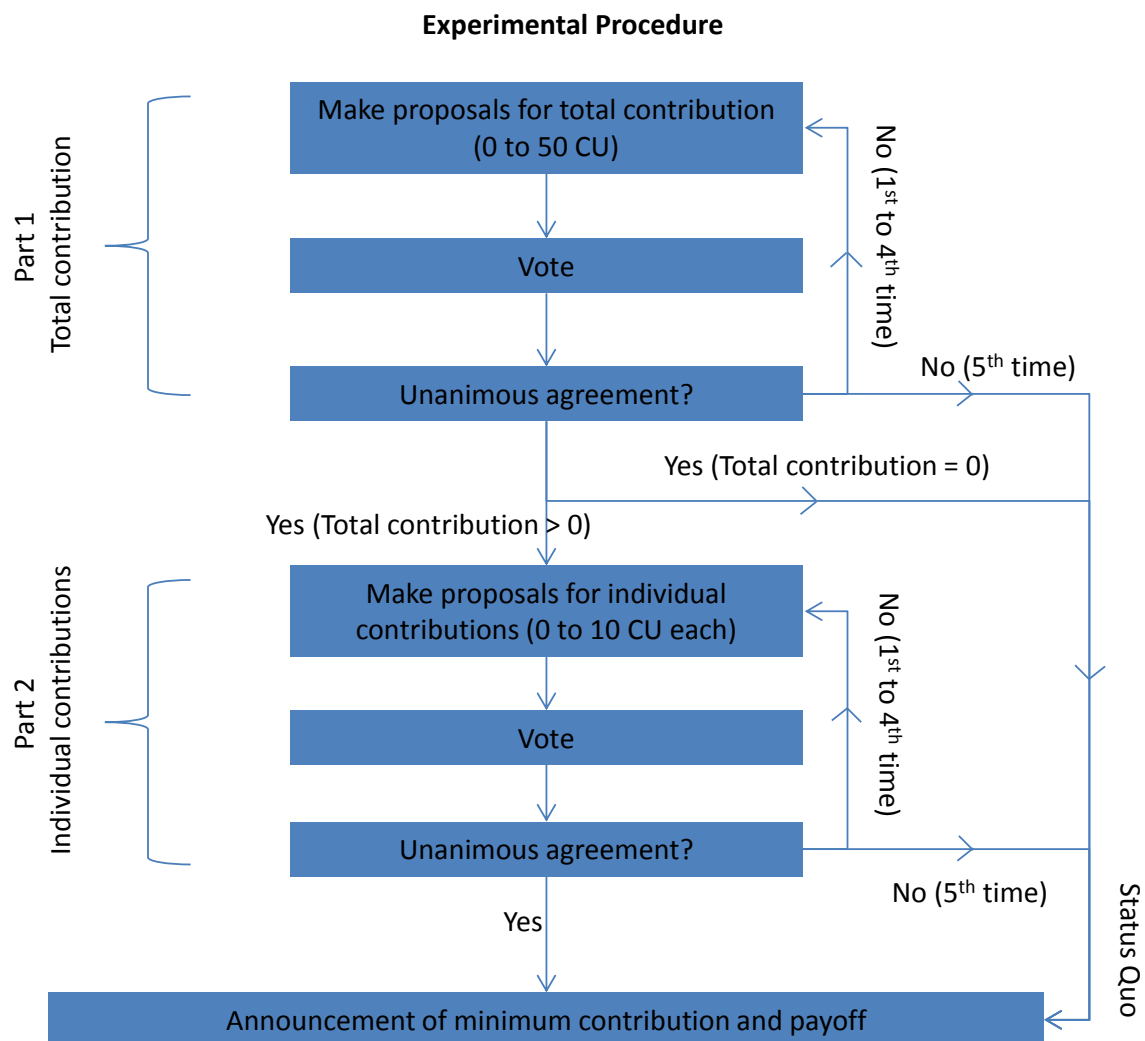 Experimental Procedure
Part 1
Total contribution
Make proposals for total contribution
(0 to 50 CU)
No (1st to 4th time)
Vote
Unanimous agreement?
No (5th time)
Yes (Total contribution = 0)
Yes (Total contribution > 0)
Part 2
Individual contributions
Make proposals for individual
contributions (0 to 10 CU each)
No (1st to 4th time)
Vote
Unanimous agreement?
No (5th time)
Yes
Status Quo
Announcement of minimum contribution and payoff